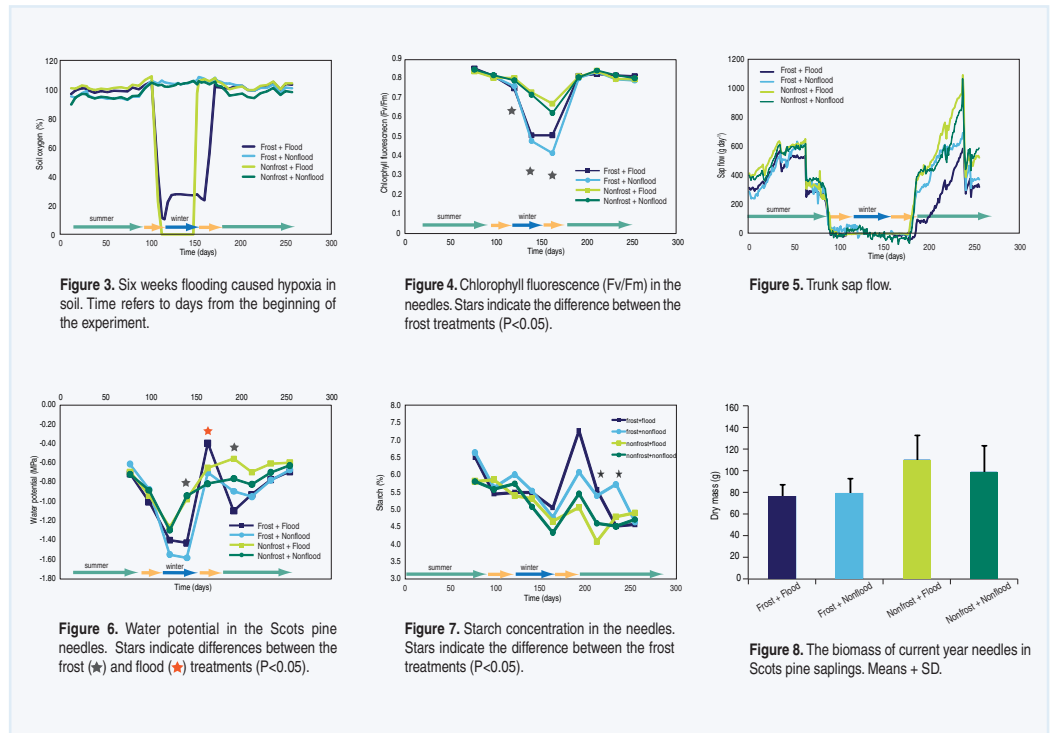 0.9
120
0.8
100
0.7
80
0.6
0.5
60
0.4
40
0.3
0.2
20
0.1
0
0
Soil oxygen (%)
Frost + Flood
Frost + Nonflood
Nonfrost + Flood
Nonfrost + Nonflood
summer
winter
0 50 100 150 200 250 300
Time (days)
Figure 3. Six weeks flooding caused hypoxia in
soil. Time refers to days from the beginning of
the experiment.
Chlorophyll fluoresnecn (Fv/Fm)
Frost + Flood
Frost + Nonflood
Nonfrost + Flood
Nonfrost + Nonflood
summer
winter
0 50 100 150 200 250 300
Time (days)
Figure 4. Chlorophyll fluorescence (Fv/Fm) in the
needles. Stars indicate the difference between the
frost treatments (P<0.05).
1200
1000
800
600
400
200
0
Sap flow (g day⁻¹)
Frost + Flood
Frost + Nonflood
Nonfrost + Flood
Nonfrost + Nonflood
summer
winter
0 50 100 150 200 250 300
Time (days)
Figure 5. Trunk sap flow.
0 50 100 150 200 250 300
0.00
-0.20
-0.40
-0.60
-0.80
-1.00
-1.20
-1.40
-1.60
-1.80
Water potential (MPa)
Frost + Flood
Frost + Nonflood
Nonfrost + Flood
Nonfrost + Nonflood
summer
winter
Time (days)
Figure 6. Water potential in the Scots pine
needles. Stars indicate differences between the
frost (★) and flood (★) treatments (P<0.05).
8.0
7.5
7.0
6.5
6.0
5.5
5.0
4.5
4.0
3.5
3.0
Starch (%)
frost+flood
frost+nonflood
nonfrost+flood
nonfrost+nonflood
summer
winter
0 50 100 150 200 250 300
Time (days)
Figure 7. Starch concentration in the needles.
Stars indicate the difference between the frost
treatments (P<0.05).
160
140
120
100
80
60
40
20
0
Dry mass (g)
Frost + Flood
Frost + Nonflood
Nonfrost + Flood
Nonfrost + Nonflood
Figure 8. The biomass of current year needles in
Scots pine saplings. Means + SD.